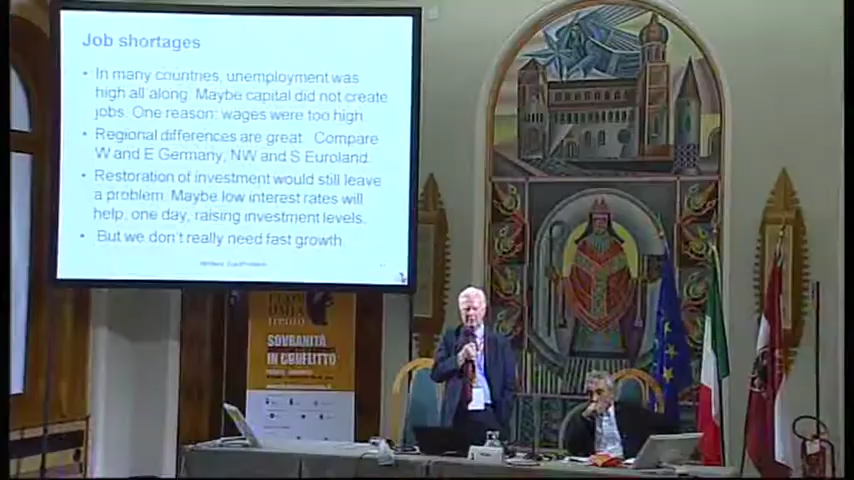 Job shortages
• In many countries, unemployment was
high all along. Maybe capital did not create
jobs. One reason: wages were too high.
• Regional differences are great. Compare
W and E Germany, NW and S Euroland.
• Restoration of investment would still leave
a problem. Maybe low interest rates will
help, one day, raising investment levels.
• But we don't really need fast growth.
SOVRANITÀ
IN CONFLITTO